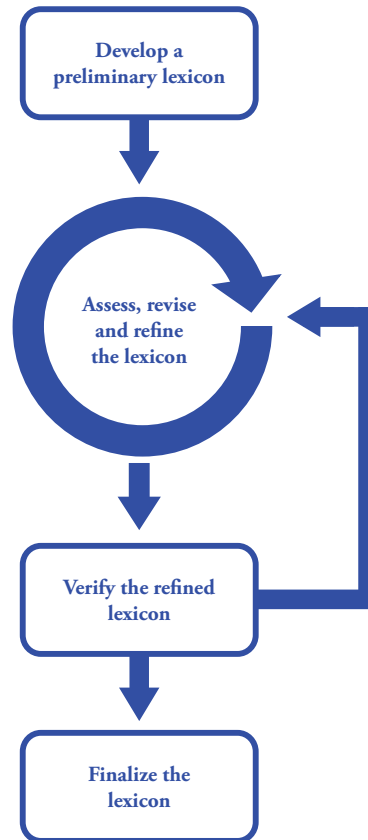 Develop a
preliminary lexicon
Assess, revise
and refine
the lexicon
Verify the refined
lexicon
Finalize the
lexicon